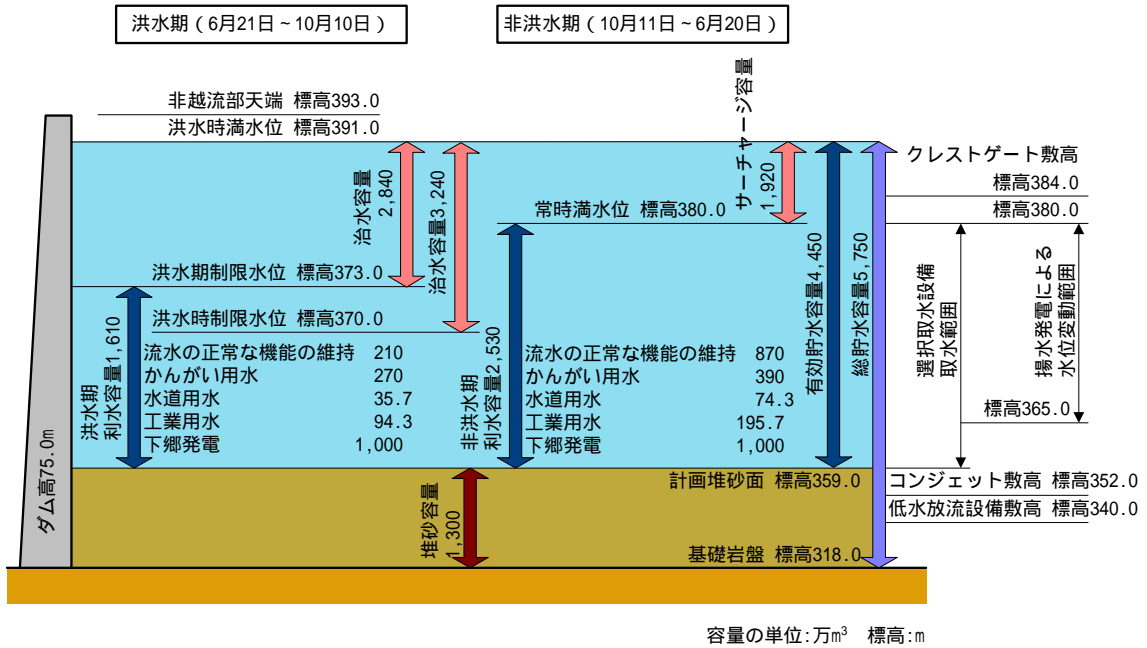 洪水期(6月21日~10月10日)
非洪水期(10月11日~6月20日)
非越流部天端 標高393.0
洪水時満水位 標高391.0
サーチャージ容量
1,920
クレストゲート敷高
標高384.0
標高380.0
治水容量
2,840
治水容量3,240
常時満水位 標高380.0
洪水期制限水位 標高373.0
洪水時制限水位 標高370.0
有効貯水容量4,450
総貯水容量5,750
選択取水設備
取水範囲
揚水発電による
水位変動範囲
標高365.0
洪水期
利水容量1,610
流水の正常な機能の維持 210
かんがい用水 270
水道用水 35.7
工業用水 94.3
下郷発電 1,000
非洪水期
利水容量2,530
流水の正常な機能の維持 870
かんがい用水 390
水道用水 74.3
工業用水 195.7
下郷発電 1,000
ダム高75.0m
計画堆砂面 標高359.0
コンジェット敷高 標高352.0
低水放流設備敷高 標高340.0
堆砂容量
1,300
基礎岩盤 標高318.0
容量の単位:万m³ 標高:m